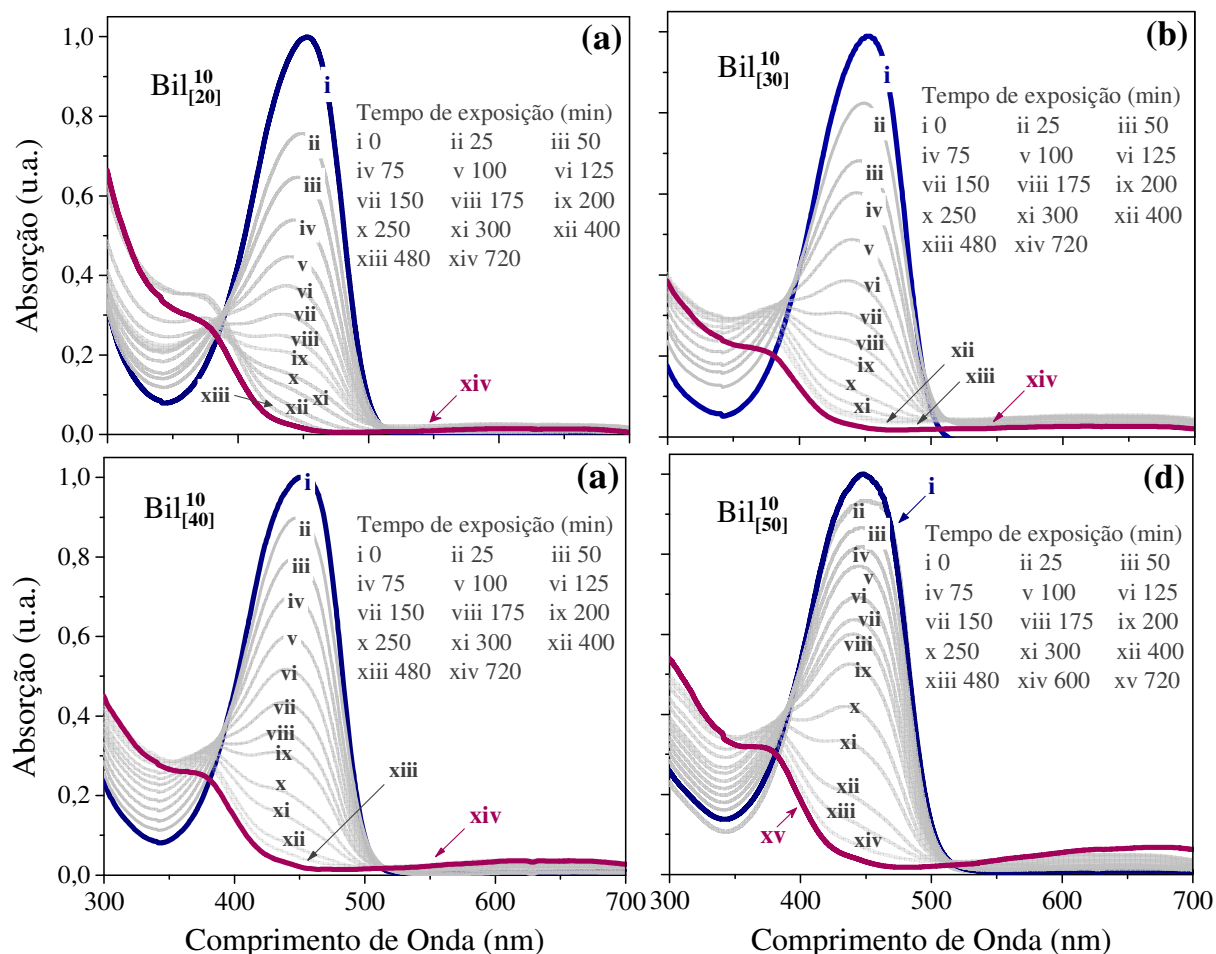 (a)
Bil 10 [20]
Tempo de exposição (min)
i 0 ii 25 iii 50
iv 75 v 100 vi 125
vii 150 viii 175 ix 200
x 250 xi 300 xii 400
xiii 480 xiv 720
i
ii
iii
iv
v
vi
vii
viii
ix
x
xi
xii
xiii
xiv
1,0
0,8
0,6
0,4
0,2
0,0
Absorção (u.a.)
(b)
Bil 10 [30]
Tempo de exposição (min)
i 0 ii 25 iii 50
iv 75 v 100 vi 125
vii 150 viii 175 ix 200
x 250 xi 300 xii 400
xiii 480 xiv 720
i
ii
iii
iv
v
vi
vii
viii
ix
x
xi
xii
xiii
xiv
(a)
Bil 10 [40]
Tempo de exposição (min)
i 0 ii 25 iii 50
iv 75 v 100 vi 125
vii 150 viii 175 ix 200
x 250 xi 300 xii 400
xiii 480 xiv 720
i
ii
iii
iv
v
vi
vii
viii
ix
x
xi
xii
xiii
xiv
1,0
0,8
0,6
0,4
0,2
0,0
Absorção (u.a.)
300 400 500 600 700
Comprimento de Onda (nm)
(d)
Bil 10 [50]
Tempo de exposição (min)
i 0 ii 25 iii 50
iv 75 v 100 vi 125
vii 150 viii 175 ix 200
x 250 xi 300 xii 400
xiii 480 xiv 600 xv 720
i
ii
iii
iv
v
vi
vii
viii
ix
x
xi
xii
xiii
xiv
xv
300 400 500 600 700
Comprimento de Onda (nm)